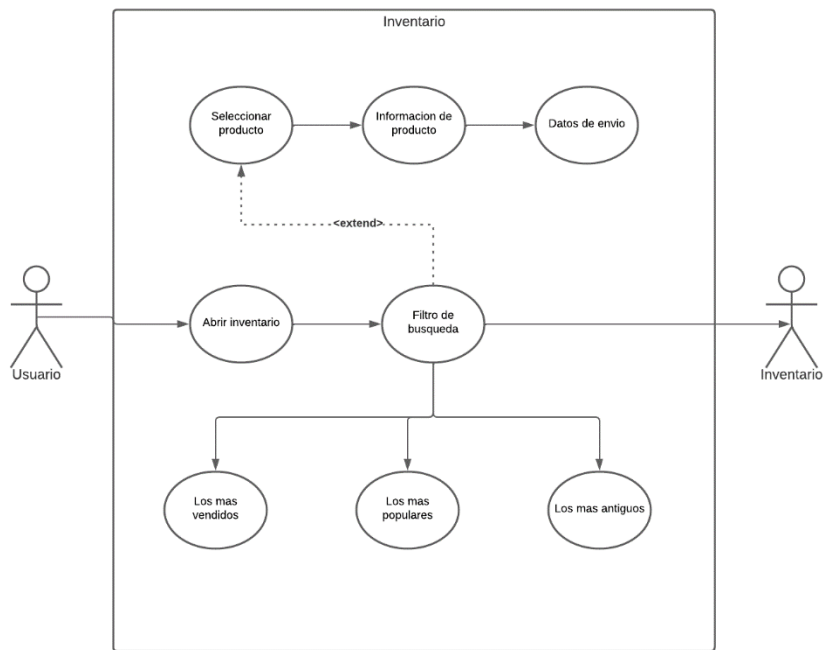 Inventario
Seleccionar
producto
Informacion de
producto
Datos de envio
<extend>
Abrir inventario
Filtro de
busqueda
Usuario
Inventario
Los mas
vendidos
Los mas
populares
Los mas antiguos